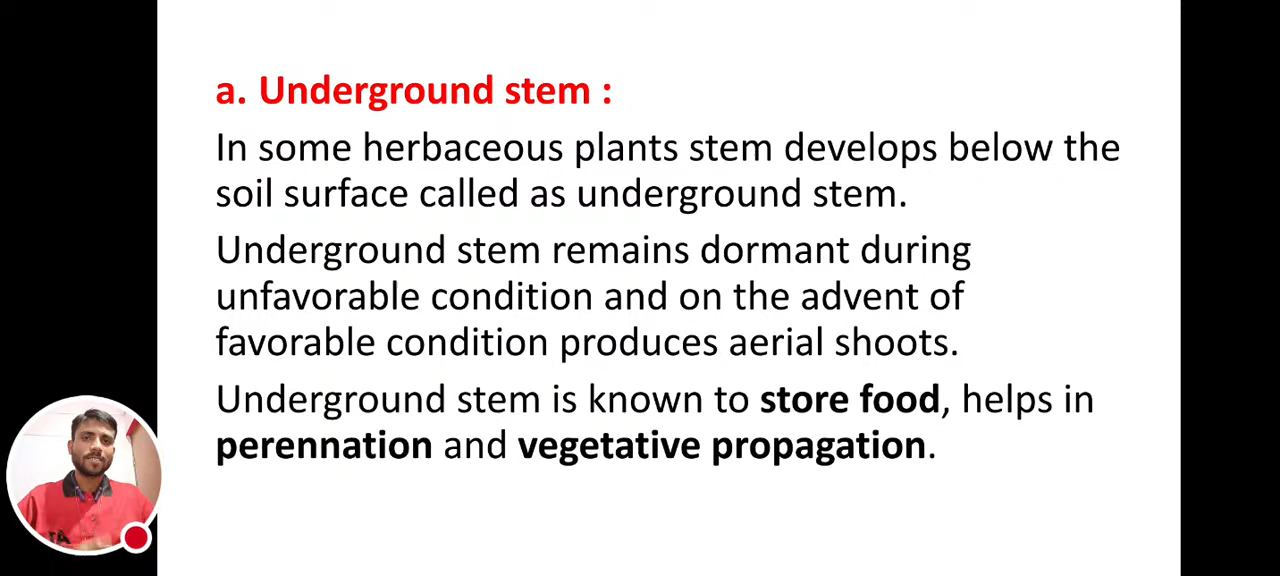 a. Underground stem :
In some herbaceous plants stem develops below the
soil surface called as underground stem.
Underground stem remains dormant during
unfavorable condition and on the advent of
favorable condition produces aerial shoots.
Underground stem is known to store food, helps in
perennation and vegetative propagation.